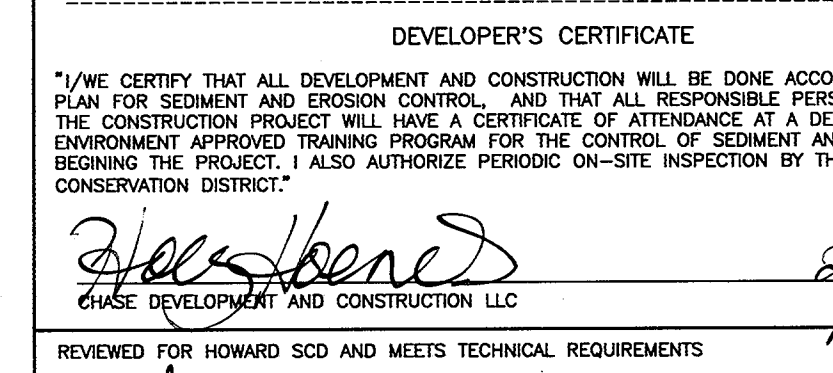 DEVELOPER'S CERTIFICATE
"I/WE CERTIFY THAT ALL DEVELOPMENT AND CONSTRUCTION WILL BE DONE ACCO
PLAN FOR SEDIMENT AND EROSION CONTROL, AND THAT ALL RESPONSIBLE PERS
THE CONSTRUCTION PROJECT WILL HAVE A CERTIFICATE OF ATTENDANCE AT A DE
ENVIRONMENT APPROVED TRAINING PROGRAM FOR THE CONTROL OF SEDIMENT AN
BEGINING THE PROJECT. I ALSO AUTHORIZE PERIODIC ON-SITE INSPECTION BY TH
CONSERVATION DISTRICT."
CHASE DEVELOPMENT AND CONSTRUCTION LLC
REVIEWED FOR HOWARD SCD AND MEETS TECHNICAL REQUIREMENTS